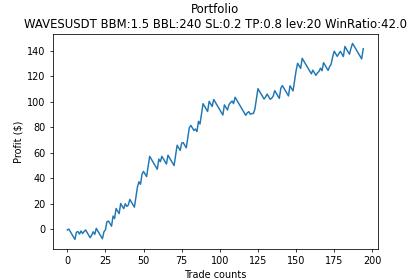 Portfolio
WAVESUSDT BBM:1.5 BBL:240 SL:0.2 TP:0.8 lev:20 WinRatio:42.0
140
120
100
80
60
40
20
0
Profit ($)
0 25 50 75 100 125 150 175 200
Trade counts